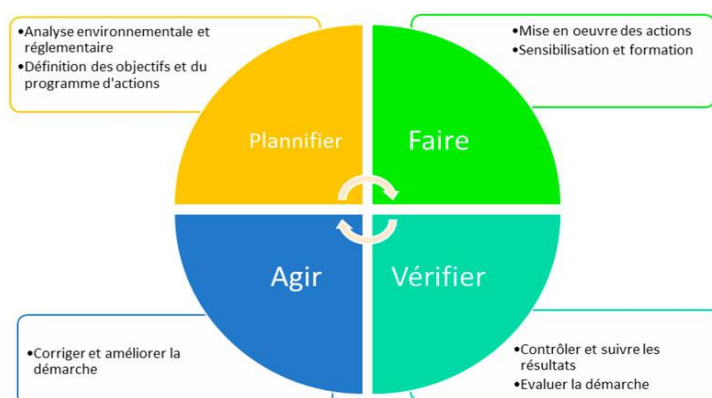 •Analyse environnementale et
réglementaire
•Définition des objectifs et du
programme d'actions
•Mise en oeuvre des actions
•Sensibilisation et formation
Plannifier
Faire
Agir
Vérifier
•Corriger et améliorer la
démarche
•Contrôler et suivre les
résultats
•Evaluer la démarche